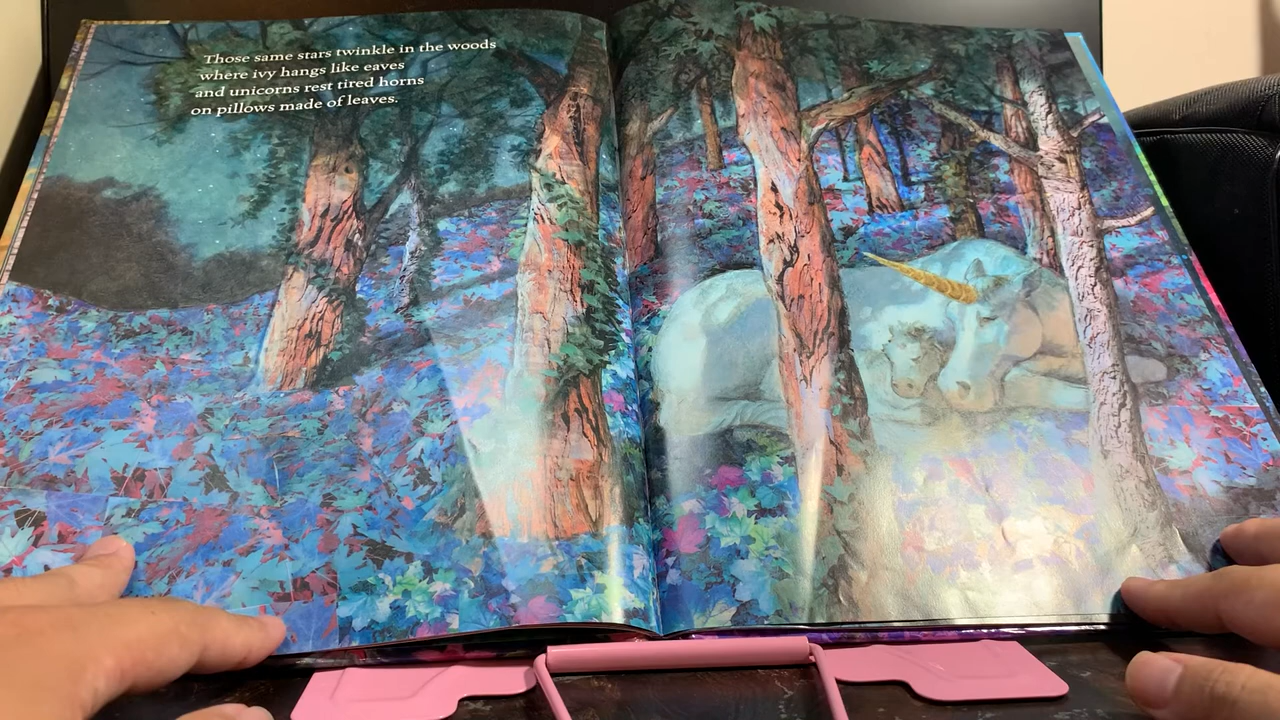 Those same stars twinkle in the woods
where ivy hangs like eaves
and unicorns rest tired horns
on pillows made of leaves.